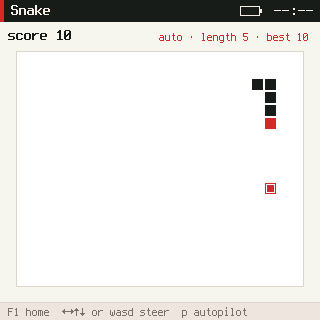 Snake --:--
score 10 auto · length 5 · best 10
F1 home ←→↑↓ or wasd steer p autopilot